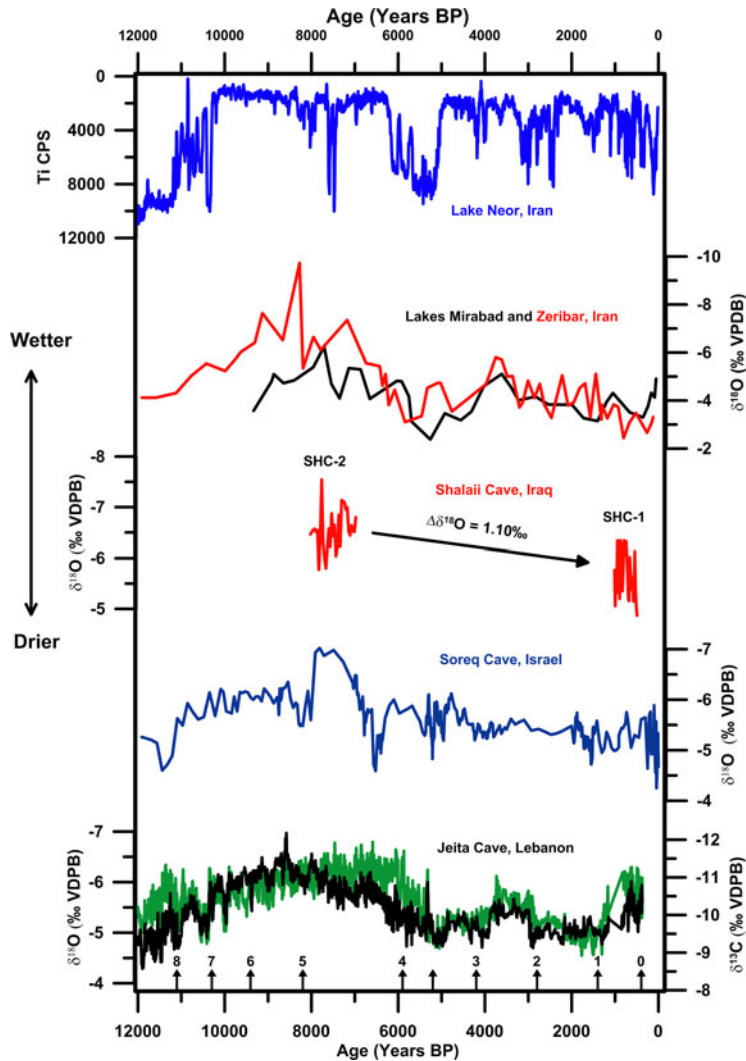 Age (Years BP)
12000 10000 8000 6000 4000 2000 0
0
4000
8000
12000
Ti CPS
Lake Neor, Iran
-10
-8
-6
-4
-2
δ¹⁸O (‰ VPDB)
Lakes Mirabad and Zeribar, Iran
Wetter
Drier
-8
-7
-6
-5
δ¹⁸O (‰ VDPB)
SHC-2
Shalaii Cave, Iraq
Δδ¹⁸O = 1.10‰
SHC-1
-7
-6
-5
-4
δ¹⁸O (‰ VDPB)
Soreq Cave, Israel
-7
-6
-5
-4
δ¹⁸O (‰ VDPB)
Jeita Cave, Lebanon
-12
-11
-10
-9
-8
δ¹³C (‰ VDPB)
8 7 6 5 4 3 2 1 0
12000 10000 8000 6000 4000 2000 0
Age (Years BP)